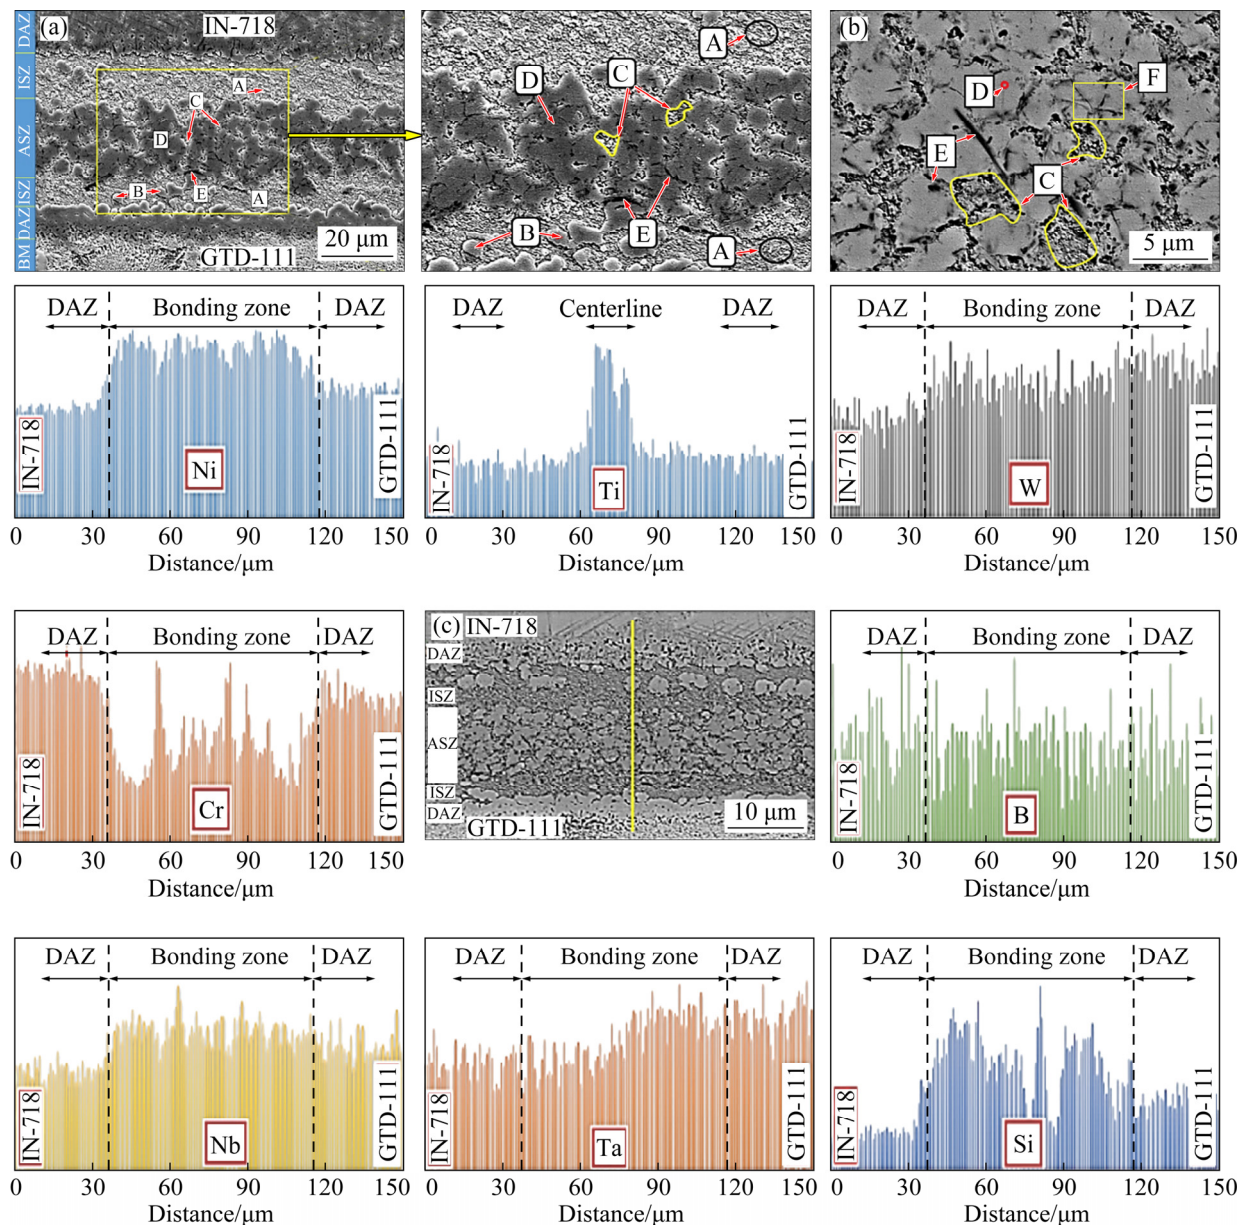 (a)
IN-718
DAZ
ISZ
ASZ
ISZ
DAZ
BM
A
C
D
B
E
A
20 μm
GTD-111
A
D
C
B
E
A
(b)
D
F
E
C
5 μm
DAZ
Bonding zone
DAZ
IN-718
Ni
GTD-111
0 30 60 90 120 150
Distance/μm
DAZ
Centerline
DAZ
IN-718
Ti
GTD-111
0 30 60 90 120 150
Distance/μm
DAZ
Bonding zone
DAZ
IN-718
W
GTD-111
0 30 60 90 120 150
Distance/μm
DAZ
Bonding zone
DAZ
IN-718
Cr
GTD-111
0 30 60 90 120 150
Distance/μm
(c) IN-718
DAZ
ISZ
ASZ
ISZ
DAZ
GTD-111
10 μm
DAZ
Bonding zone
DAZ
IN-718
B
GTD-111
0 30 60 90 120 150
Distance/μm
DAZ
Bonding zone
DAZ
IN-718
Nb
GTD-111
0 30 60 90 120 150
Distance/μm
DAZ
Bonding zone
DAZ
IN-718
Ta
GTD-111
0 30 60 90 120 150
Distance/μm
DAZ
Bonding zone
DAZ
IN-718
Si
GTD-111
0 30 60 90 120 150
Distance/μm